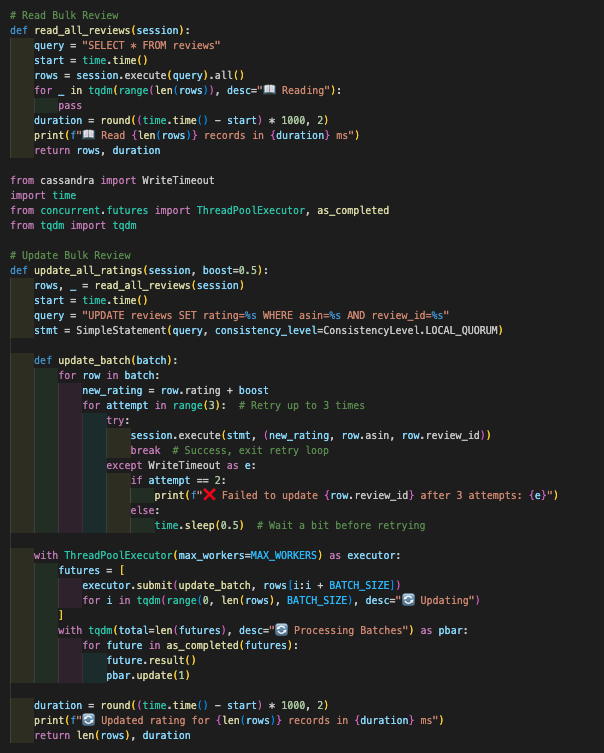 # Read Bulk Review
def read_all_reviews(session):
    query = "SELECT * FROM reviews"
    start = time.time()
    rows = session.execute(query).all()
    for _ in tqdm(range(len(rows)), desc="📖 Reading"):
        pass
    duration = round((time.time() - start) * 1000, 2)
    print(f"📖 Read {len(rows)} records in {duration} ms")
    return rows, duration

from cassandra import WriteTimeout
import time
from concurrent.futures import ThreadPoolExecutor, as_completed
from tqdm import tqdm

# Update Bulk Review
def update_all_ratings(session, boost=0.5):
    rows, _ = read_all_reviews(session)
    start = time.time()
    query = "UPDATE reviews SET rating=%s WHERE asin=%s AND review_id=%s"
    stmt = SimpleStatement(query, consistency_level=ConsistencyLevel.LOCAL_QUORUM)

    def update_batch(batch):
        for row in batch:
            new_rating = row.rating + boost
            for attempt in range(3):  # Retry up to 3 times
                try:
                    session.execute(stmt, (new_rating, row.asin, row.review_id))
                    break  # Success, exit retry loop
                except WriteTimeout as e:
                    if attempt == 2:
                        print(f"❌ Failed to update {row.review_id} after 3 attempts: {e}")
                    else:
                        time.sleep(0.5)  # Wait a bit before retrying

    with ThreadPoolExecutor(max_workers=MAX_WORKERS) as executor:
        futures = [
            executor.submit(update_batch, rows[i:i + BATCH_SIZE])
            for i in tqdm(range(0, len(rows), BATCH_SIZE), desc="🔄 Updating")
        ]
        with tqdm(total=len(futures), desc="🔄 Processing Batches") as pbar:
            for future in as_completed(futures):
                future.result()
                pbar.update(1)

    duration = round((time.time() - start) * 1000, 2)
    print(f"🔄 Updated rating for {len(rows)} records in {duration} ms")
    return len(rows), duration